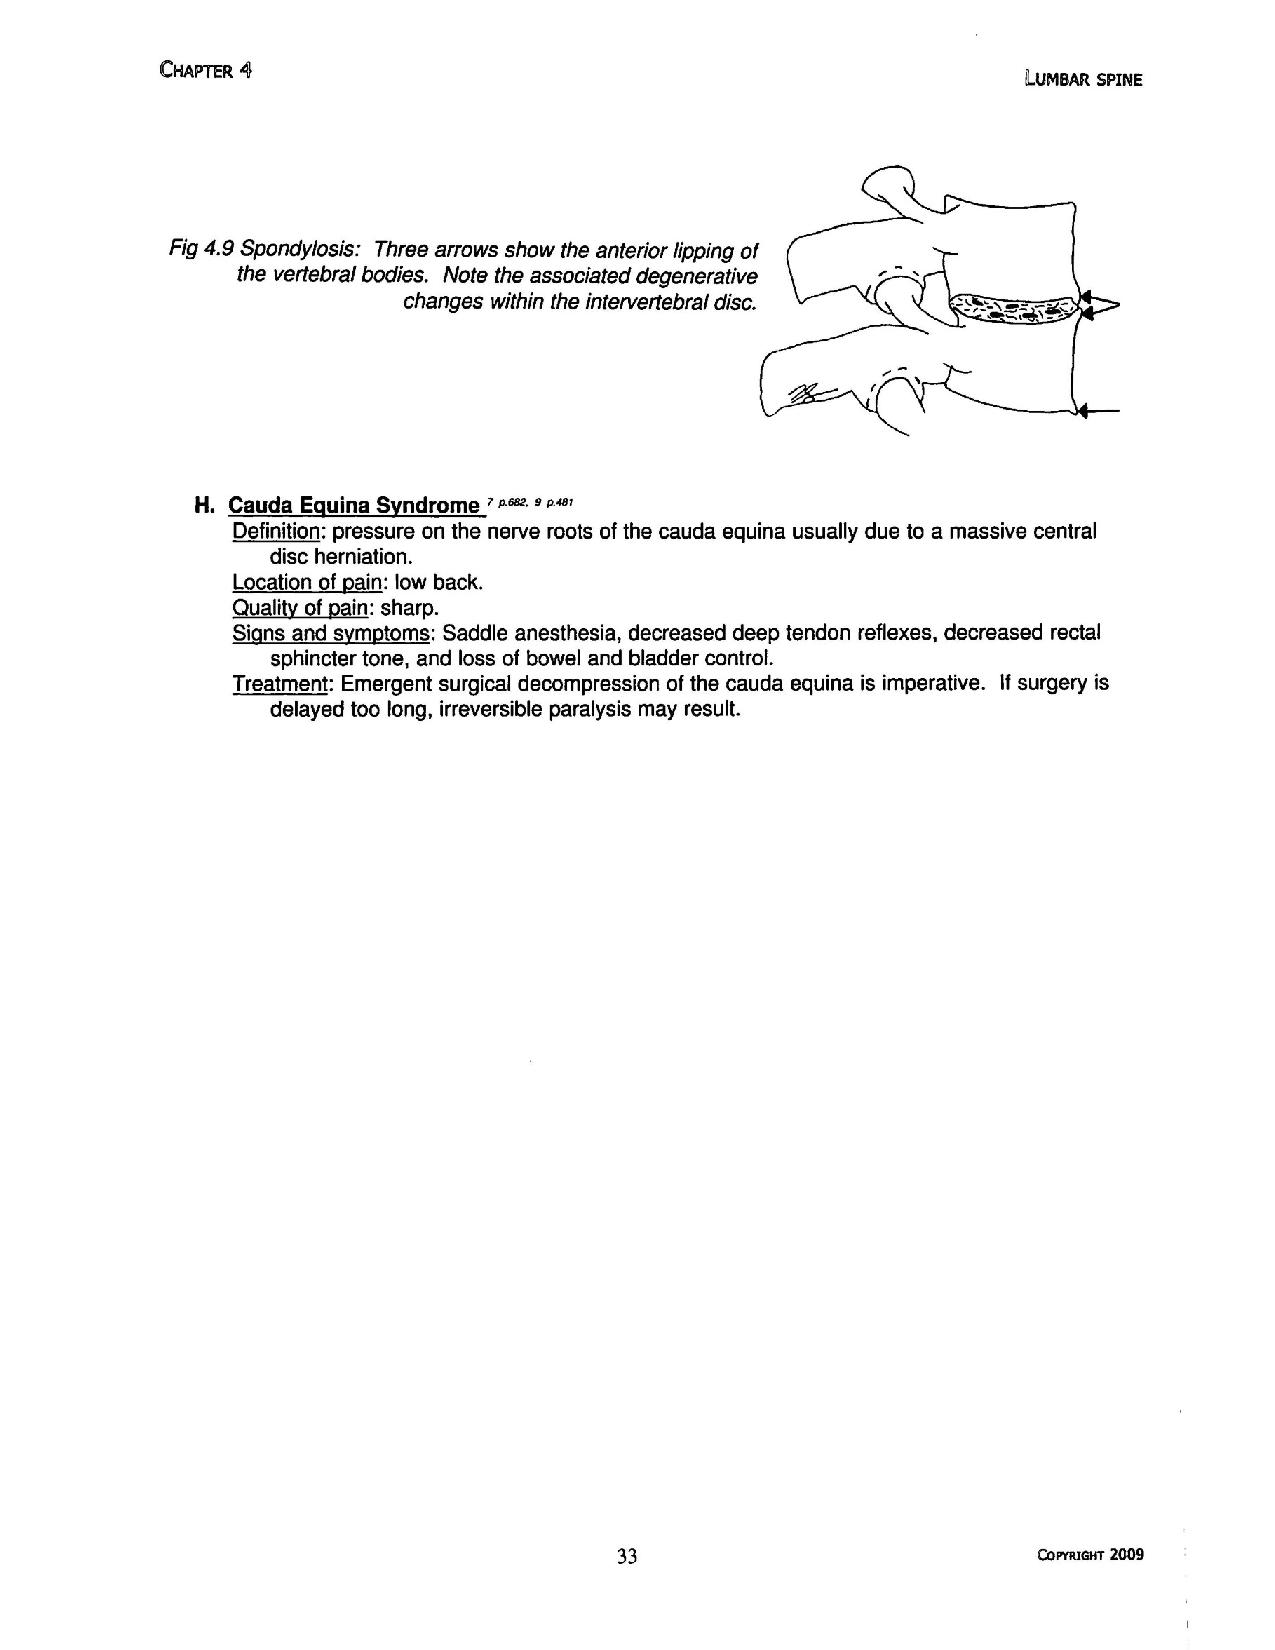 CHAPTER 4
LUMBAR SPINE
Fig 4.9 Spondylosis: Three arrows show the anterior lipping of
the vertebral bodies. Note the associated degenerative
changes within the intervertebral disc.
H. Cauda Equina Syndrome 7 p.682, 9 p.481
Definition: pressure on the nerve roots of the cauda equina usually due to a massive central
disc herniation.
Location of pain: low back.
Quality of pain: sharp.
Signs and symptoms: Saddle anesthesia, decreased deep tendon reflexes, decreased rectal
sphincter tone, and loss of bowel and bladder control.
Treatment: Emergent surgical decompression of the cauda equina is imperative. If surgery is
delayed too long, irreversible paralysis may result.
33
COPYRIGHT 2009